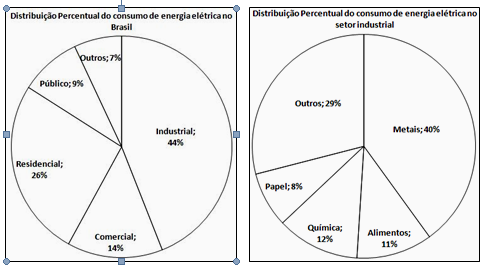 Distribuição Percentual do consumo de energia elétrica no
Brasil
Outros; 7%
Público; 9%
Industrial;
44%
Residencial;
26%
Comercial;
14%
Distribuição Percentual do consumo de energia elétrica no
setor industrial
Outros; 29%
Metais; 40%
Papel; 8%
Química;
12%
Alimentos;
11%